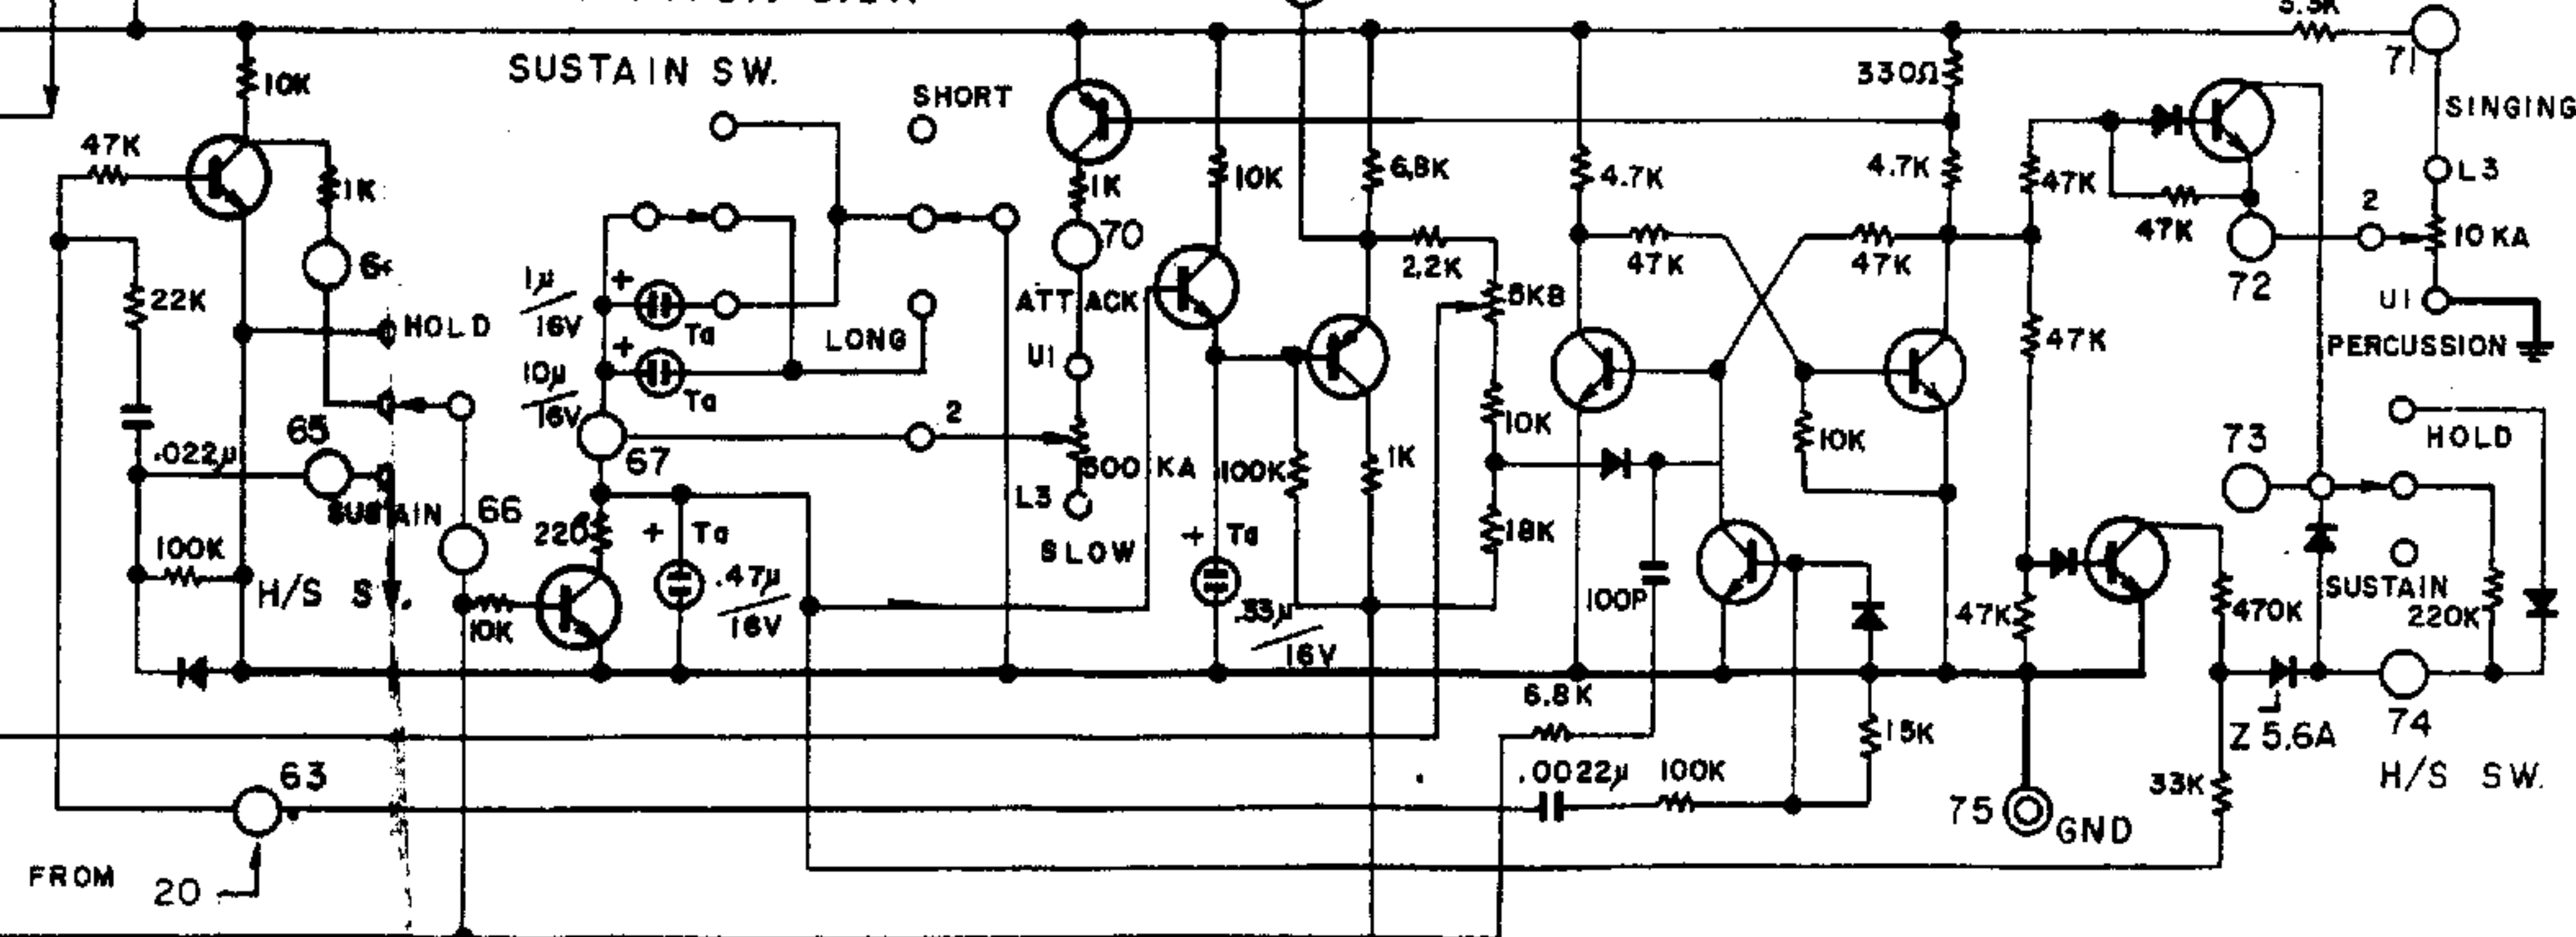 3.3K
71
SUSTAIN SW.
10K
SHORT
330Ω
SINGING
47K
1K
1K
10K
6.8K
4.7K
4.7K
47K
L3
47K
2
10 KA
70
72
2.2K
47K
47K
22K
HOLD
1µ
16V
Ta
LONG
ATTACK
5KB
U1
PERCUSSION
47K
10µ
16V
Ta
U1
2
10K
10K
HOLD
.022µ
65
67
500 KA
100K
1K
73
SUSTAIN
66
L3
SLOW
220
+ Ta
+ Ta
18K
100K
H/S S
10K
.47µ
16V
.33µ
16V
100P
47K
470K
SUSTAIN
220K
6.8K
15K
Z 5.6A
74
H/S SW.
63
.0022µ
100K
75
GND
33K
FROM
20